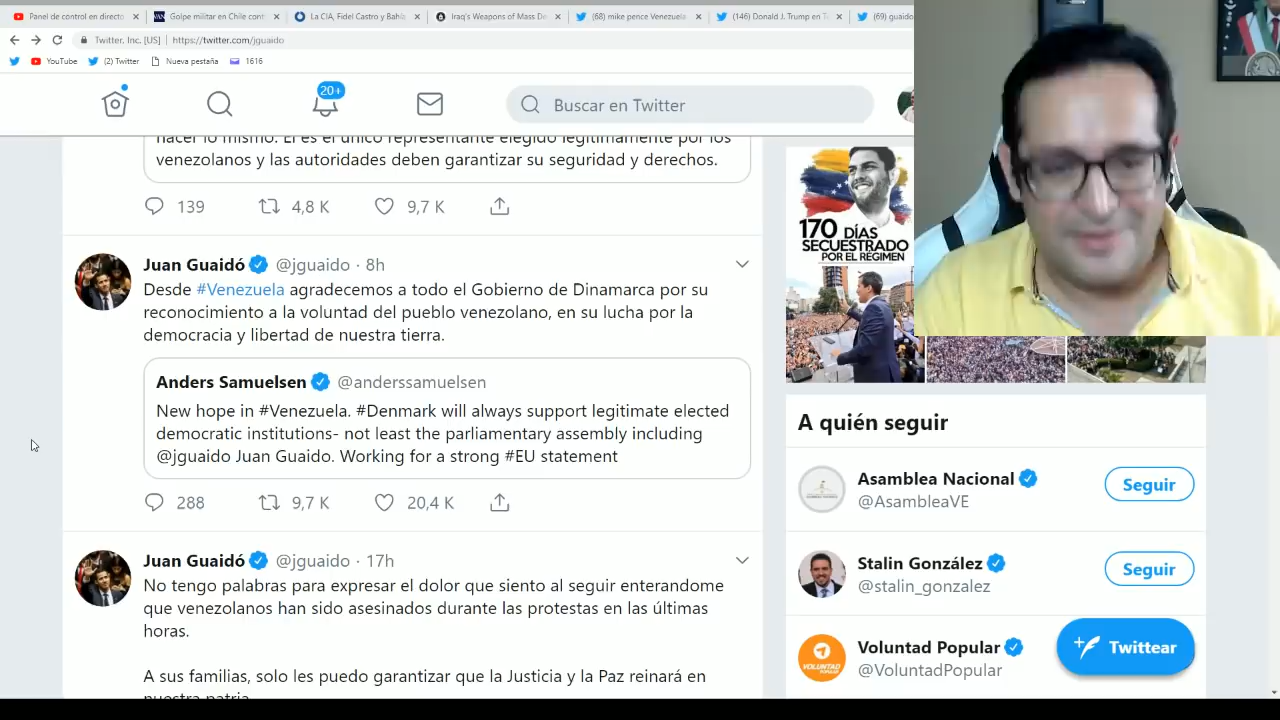 Panel de control en directo
Golpe militar en Chile cont
La CIA, Fidel Castro y Bahía
Iraq's Weapons of Mass De
(68) mike pence Venezuela
(146) Donald J. Trump en T
(69) guaido
Twitter, Inc. [US] | https://twitter.com/jguaido
YouTube
(2) Twitter
Nueva pestaña
1616
20+
Buscar en Twitter
hacer lo mismo. Él es el único representante elegido legítimamente por los
venezolanos y las autoridades deben garantizar su seguridad y derechos.
139 4,8 K 9,7 K
Juan Guaidó @jguaido · 8h
Desde #Venezuela agradecemos a todo el Gobierno de Dinamarca por su
reconocimiento a la voluntad del pueblo venezolano, en su lucha por la
democracia y libertad de nuestra tierra.
Anders Samuelsen @anderssamuelsen
New hope in #Venezuela. #Denmark will always support legitimate elected
democratic institutions- not least the parliamentary assembly including
@jguaido Juan Guaido. Working for a strong #EU statement
288 9,7 K 20,4 K
Juan Guaidó @jguaido · 17h
No tengo palabras para expresar el dolor que siento al seguir enterandome
que venezolanos han sido asesinados durante las protestas en las últimas
horas.
A sus familias, solo les puedo garantizar que la Justicia y la Paz reinará en
nuestra patria
170 DÍAS
SECUESTRADO
POR EL RÉGIMEN
A quién seguir
Asamblea Nacional
@AsambleaVE
Seguir
Stalin González
@stalin_gonzalez
Seguir
Voluntad Popular
@VoluntadPopular
VOLUNTAD
POPULAR
Twittear